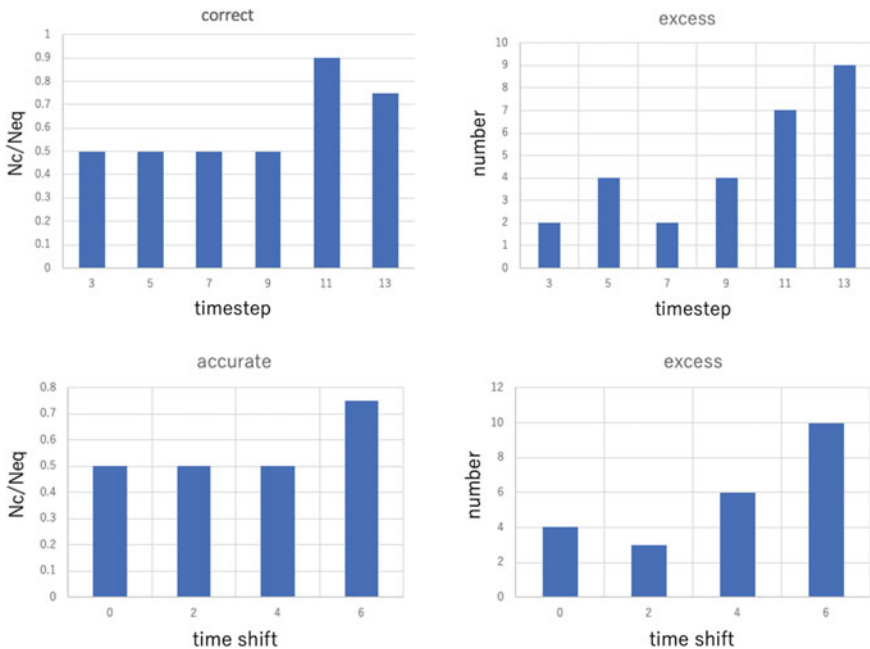 correct
Nc/Neq
1
0.9
0.8
0.7
0.6
0.5
0.4
0.3
0.2
0.1
0
3 5 7 9 11 13
timestep
excess
number
10
9
8
7
6
5
4
3
2
1
0
3 5 7 9 11 13
timestep
accurate
Nc/Neq
0.8
0.7
0.6
0.5
0.4
0.3
0.2
0.1
0
0 2 4 6
time shift
excess
number
12
10
8
6
4
2
0
0 2 4 6
time shift